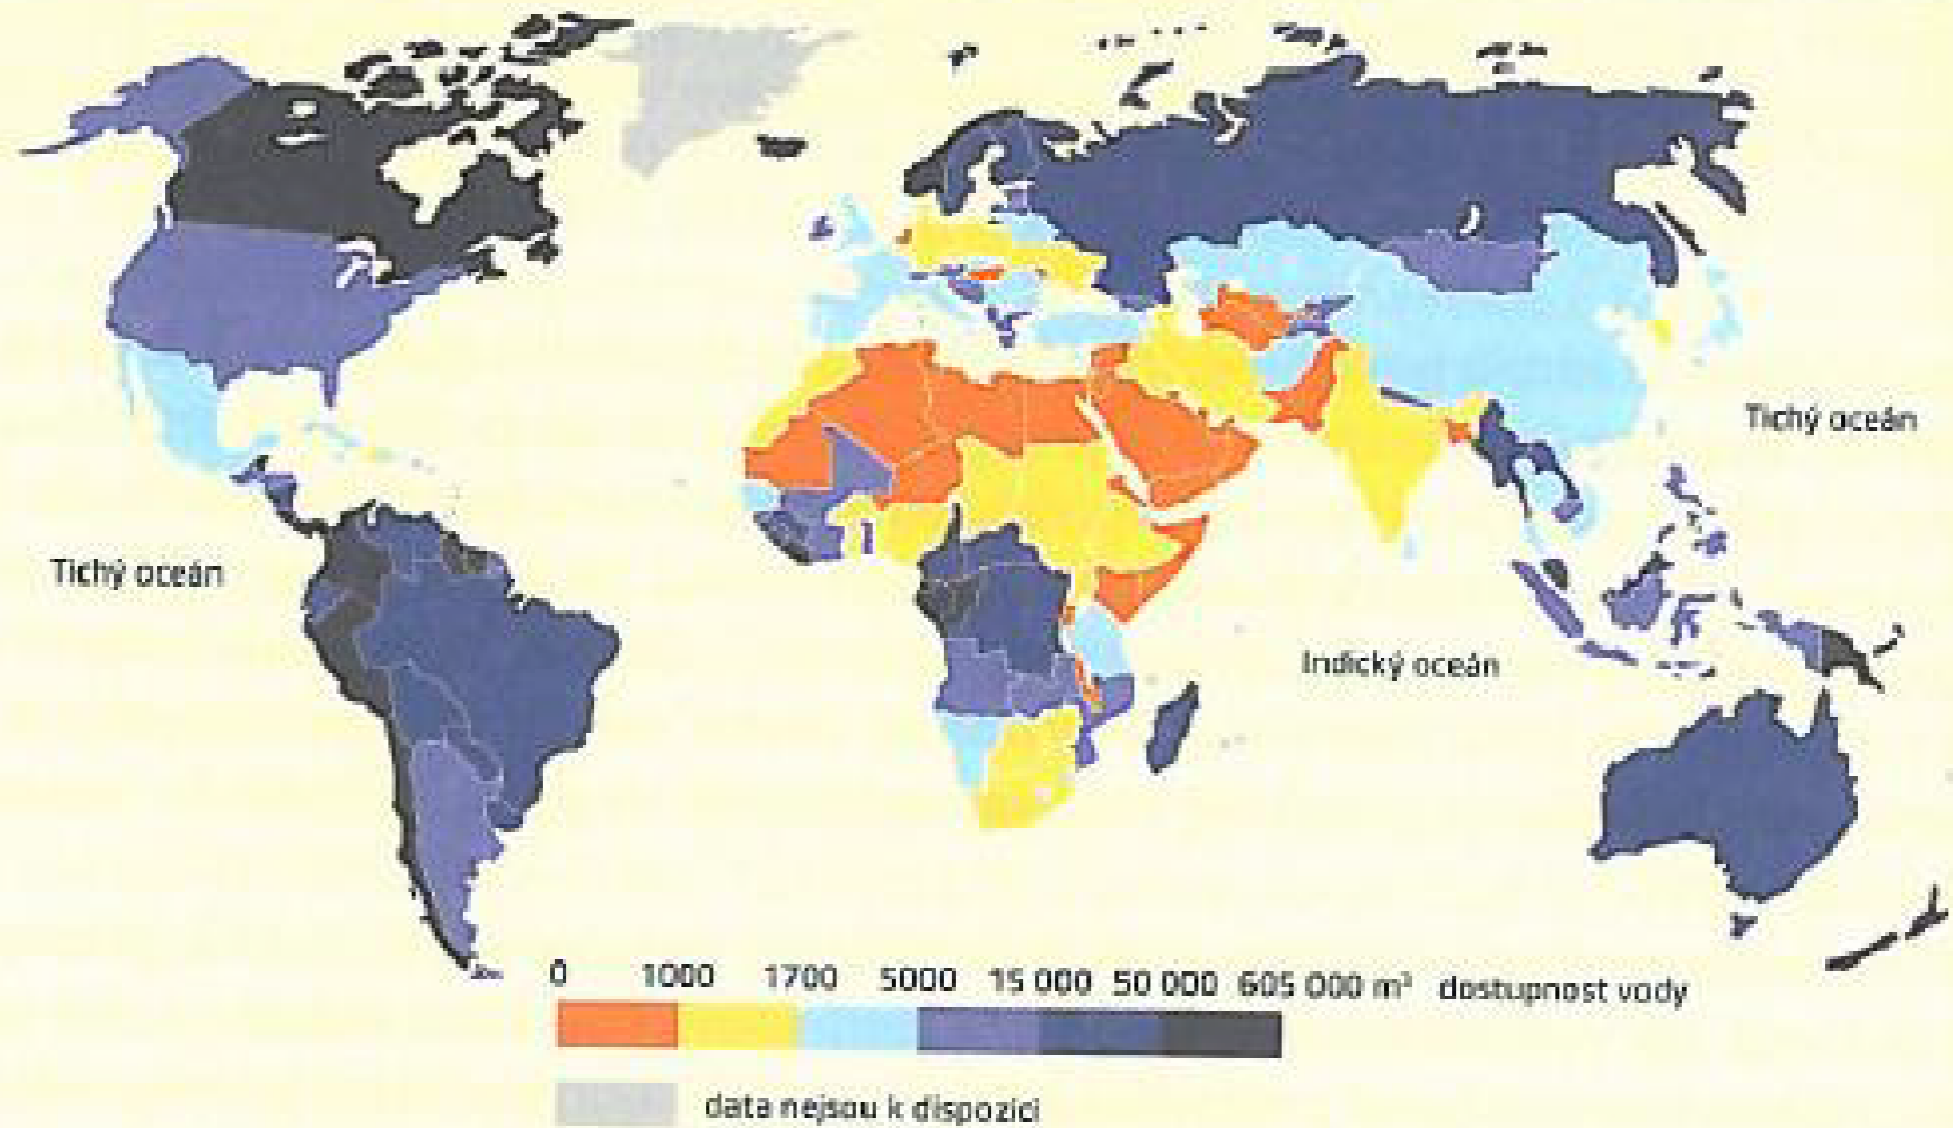 Tichý oceán
Tichý oceán
Indický oceán
0 1000 1700 5000 15 000 50 000 605 000 m³ dostupnost vody
data nejsou k dispozici